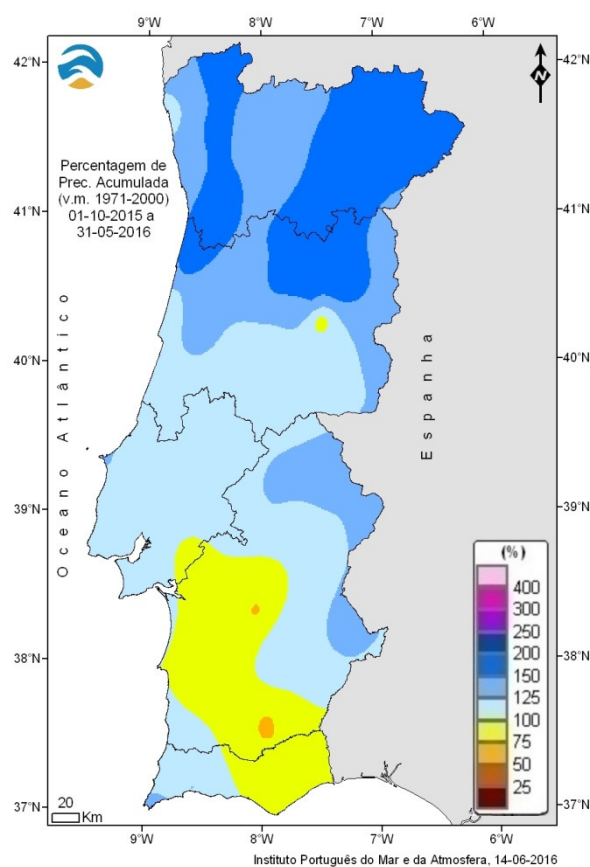 9°W
8°W
7°W
6°W
42°N
42°N
N
Percentagem de
Prec. Acumulada
(v.m. 1971-2000)
01-10-2015 a
31-05-2016
41°N
41°N
Oceano Atlântico
Espanha
40°N
40°N
39°N
39°N
(%)
400
300
250
200
150
125
100
75
50
25
38°N
38°N
37°N
37°N
20
Km
9°W
8°W
7°W
6°W
Instituto Português do Mar e da Atmosfera, 14-06-2016